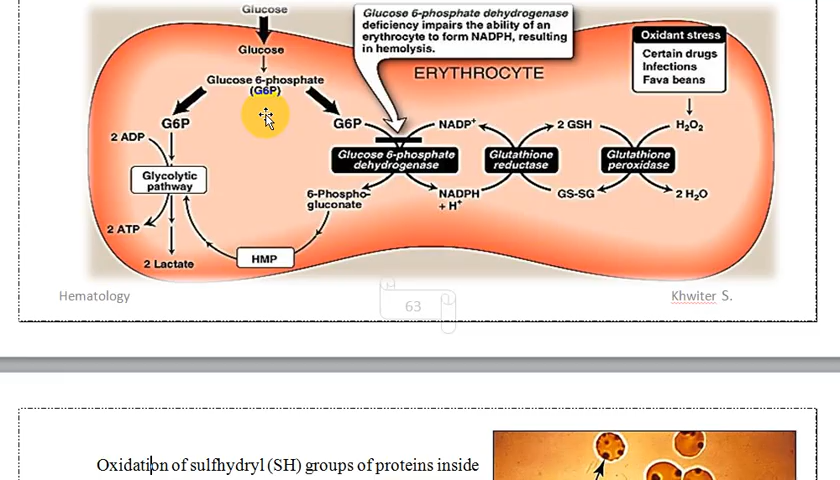 Glucose
Glucose
Glucose 6-phosphate
(G6P)
Glucose 6-phosphate dehydrogenase
deficiency impairs the ability of an
erythrocyte to form NADPH, resulting
in hemolysis.
ERYTHROCYTE
Oxidant stress
Certain drugs
Infections
Fava beans
G6P
G6P
NADP⁺
2 GSH
H₂O₂
2 ADP
Glycolytic
pathway
Glucose 6-phosphate
dehydrogenase
Glutathione
reductase
Glutathione
peroxidase
6-Phospho-
gluconate
NADPH
+ H⁺
GS-SG
2 H₂O
2 ATP
2 Lactate
HMP
Hematology
63
Khwiter S.
Oxidation of sulfhydryl (SH) groups of proteins inside